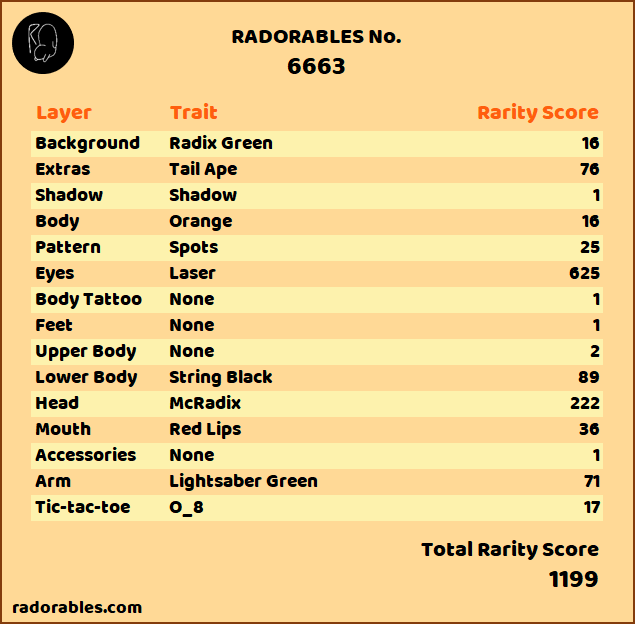 RADORABLES No.
6663
Layer Trait Rarity Score
Background Radix Green 16
Extras Tail Ape 76
Shadow Shadow 1
Body Orange 16
Pattern Spots 25
Eyes Laser 625
Body Tattoo None 1
Feet None 1
Upper Body None 2
Lower Body String Black 89
Head McRadix 222
Mouth Red Lips 36
Accessories None 1
Arm Lightsaber Green 71
Tic-tac-toe O_8 17
Total Rarity Score
1199
radorables.com